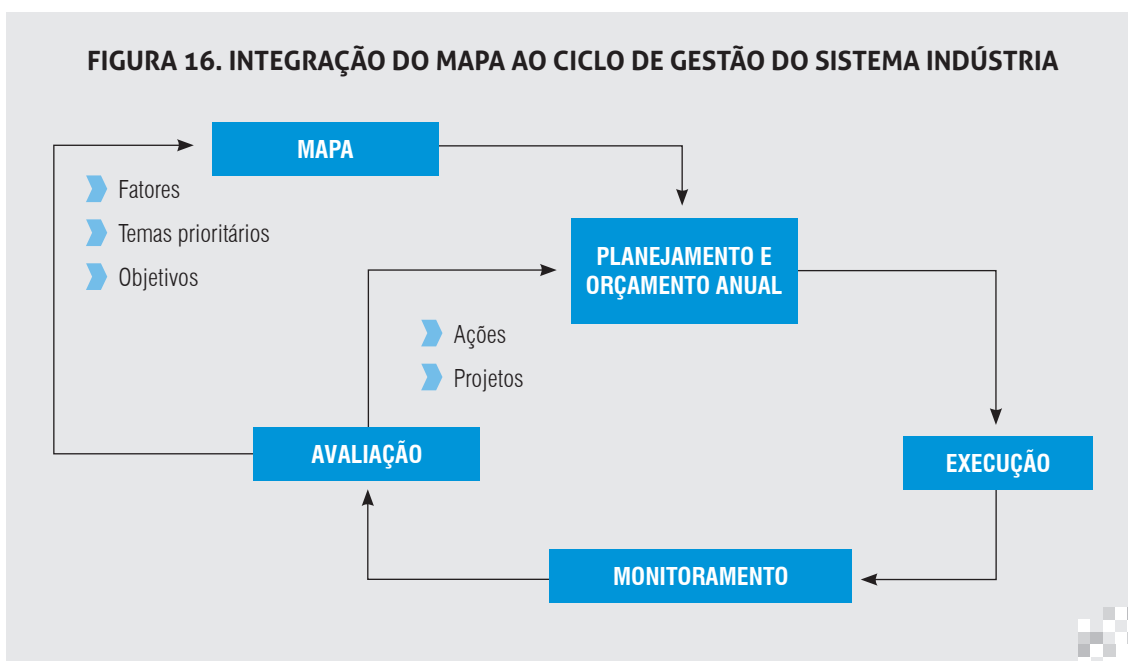 FIGURA 16. INTEGRAÇÃO DO MAPA AO CICLO DE GESTÃO DO SISTEMA INDÚSTRIA
MAPA
Fatores
Temas prioritários
Objetivos
PLANEJAMENTO E
ORÇAMENTO ANUAL
Ações
Projetos
AVALIAÇÃO
EXECUÇÃO
MONITORAMENTO